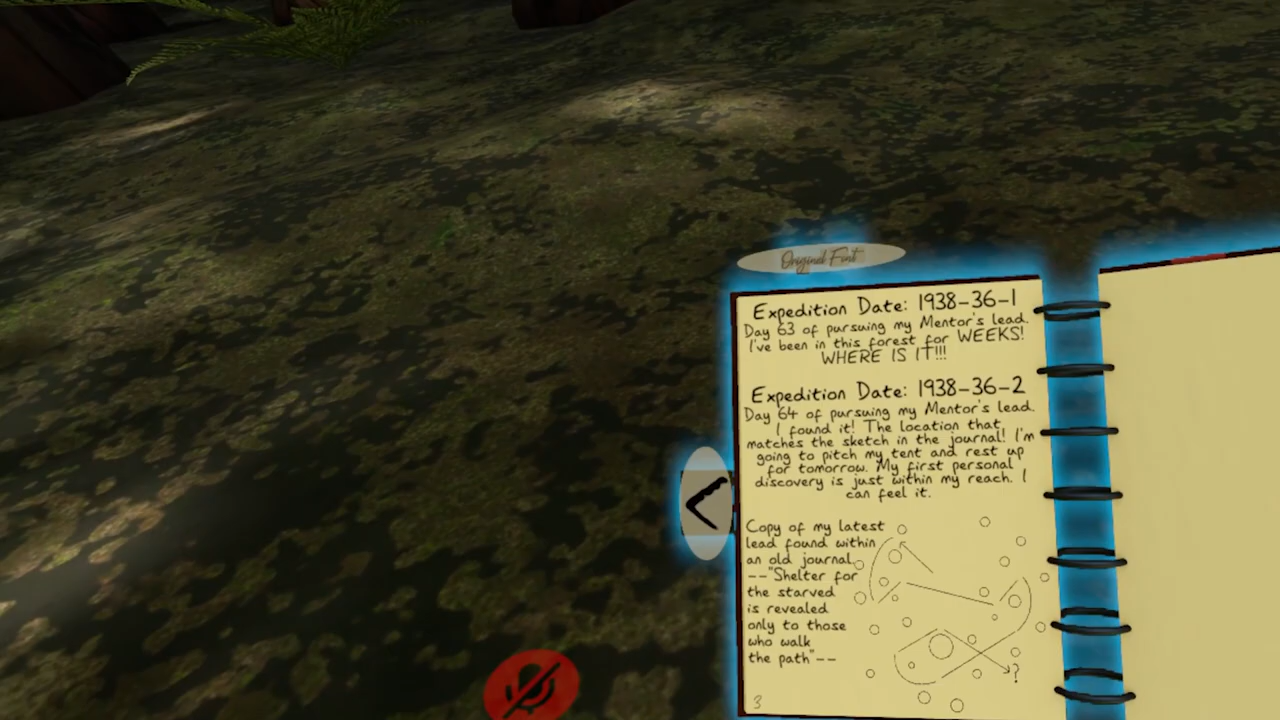 Original Font
Expedition Date: 1938-36-1
Day 63 of pursuing my Mentor's lead.
I've been in this forest for WEEKS!
WHERE IS IT!!!
Expedition Date: 1938-36-2
Day 64 of pursuing my Mentor's lead.
I found it! The location that
matches the sketch in the journal! I'm
going to pitch my tent and rest up
for tomorrow. My first personal
discovery is just within my reach. I
can feel it.
Copy of my latest
lead found within
an old journal.
--"Shelter for
the starved
is revealed
only to those
who walk
the path"--
?
3